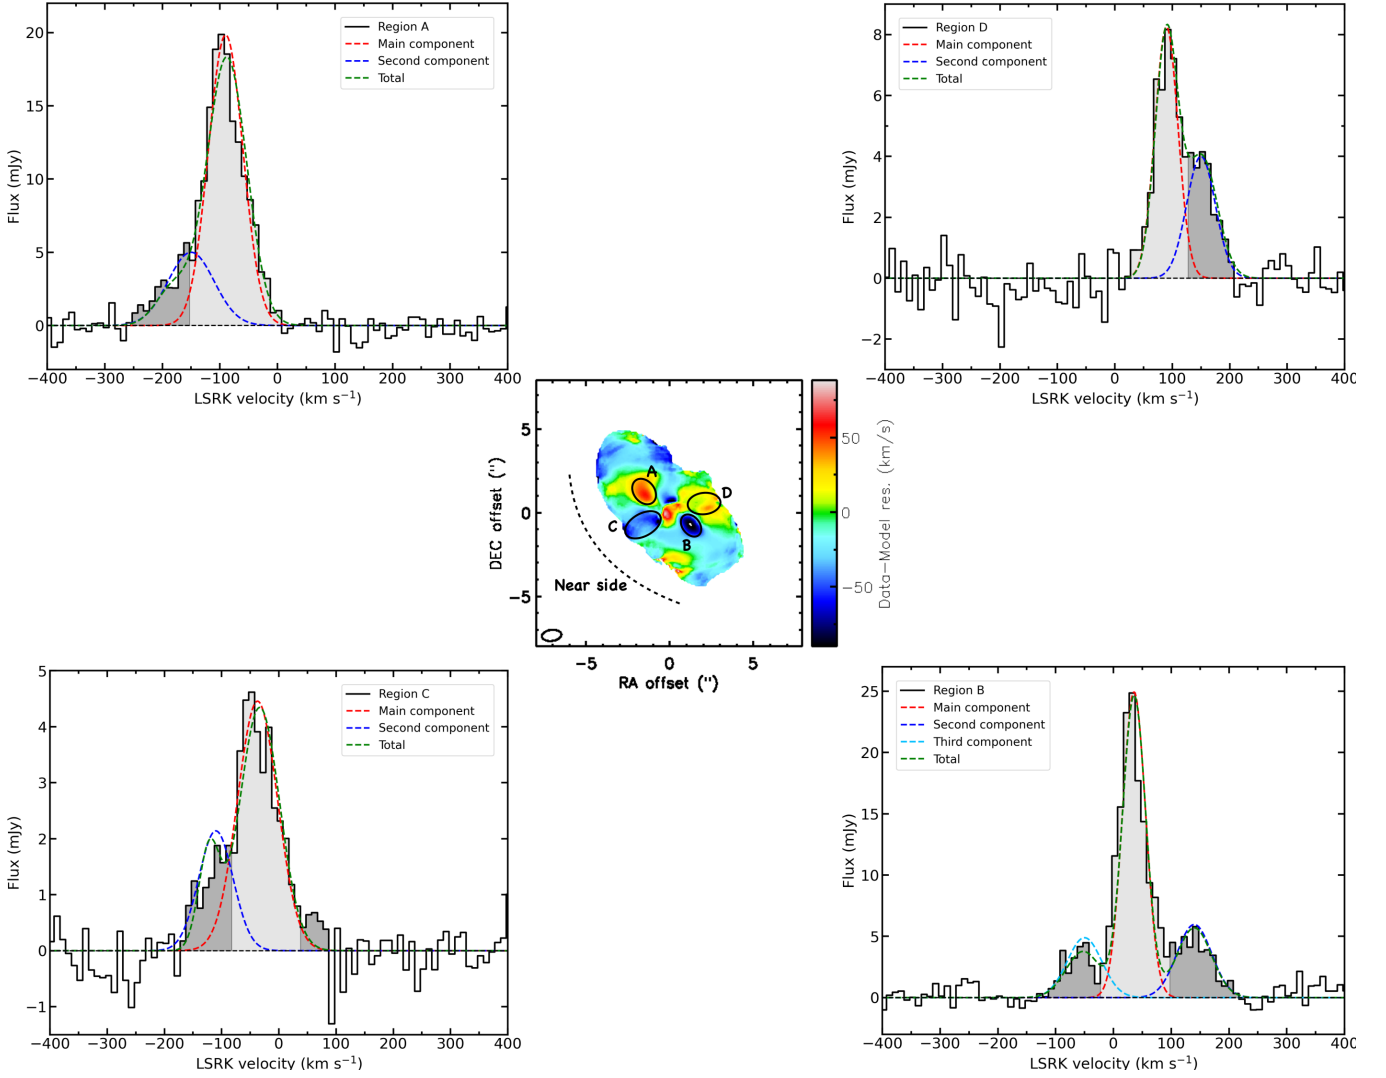 Region A
Main component
Second component
Total
20
15
10
5
0
Flux (mJy)
−400 −300 −200 −100 0 100 200 300 400
LSRK velocity (km s⁻¹)
Region D
Main component
Second component
Total
8
6
4
2
0
−2
Flux (mJy)
−400 −300 −200 −100 0 100 200 300 400
LSRK velocity (km s⁻¹)
A
D
C
B
Near side
5
0
−5
DEC offset (")
−5 0 5
RA offset (")
50
0
−50
Data−Model res. (km/s)
Region C
Main component
Second component
Total
5
4
3
2
1
0
−1
Flux (mJy)
−400 −300 −200 −100 0 100 200 300 400
LSRK velocity (km s⁻¹)
Region B
Main component
Second component
Third component
Total
25
20
15
10
5
0
Flux (mJy)
−400 −300 −200 −100 0 100 200 300 400
LSRK velocity (km s⁻¹)